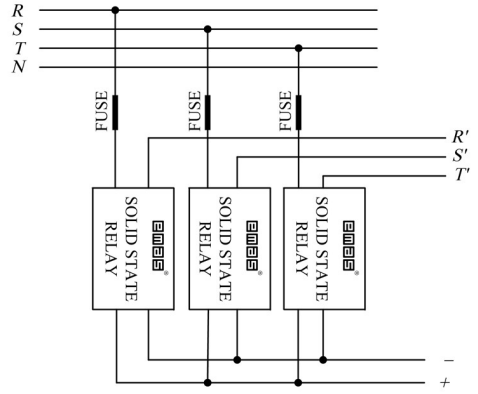 R
S
T
N
FUSE
FUSE
FUSE
R'
S'
T'
SOLID STATE
RELAY
SOLID STATE
RELAY
SOLID STATE
RELAY
−
+